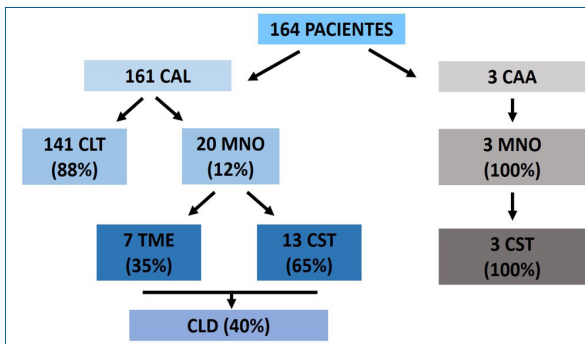 164 PACIENTES
161 CAL
3 CAA
141 CLT
(88%)
20 MNO
(12%)
3 MNO
(100%)
7 TME
(35%)
13 CST
(65%)
3 CST
(100%)
CLD (40%)